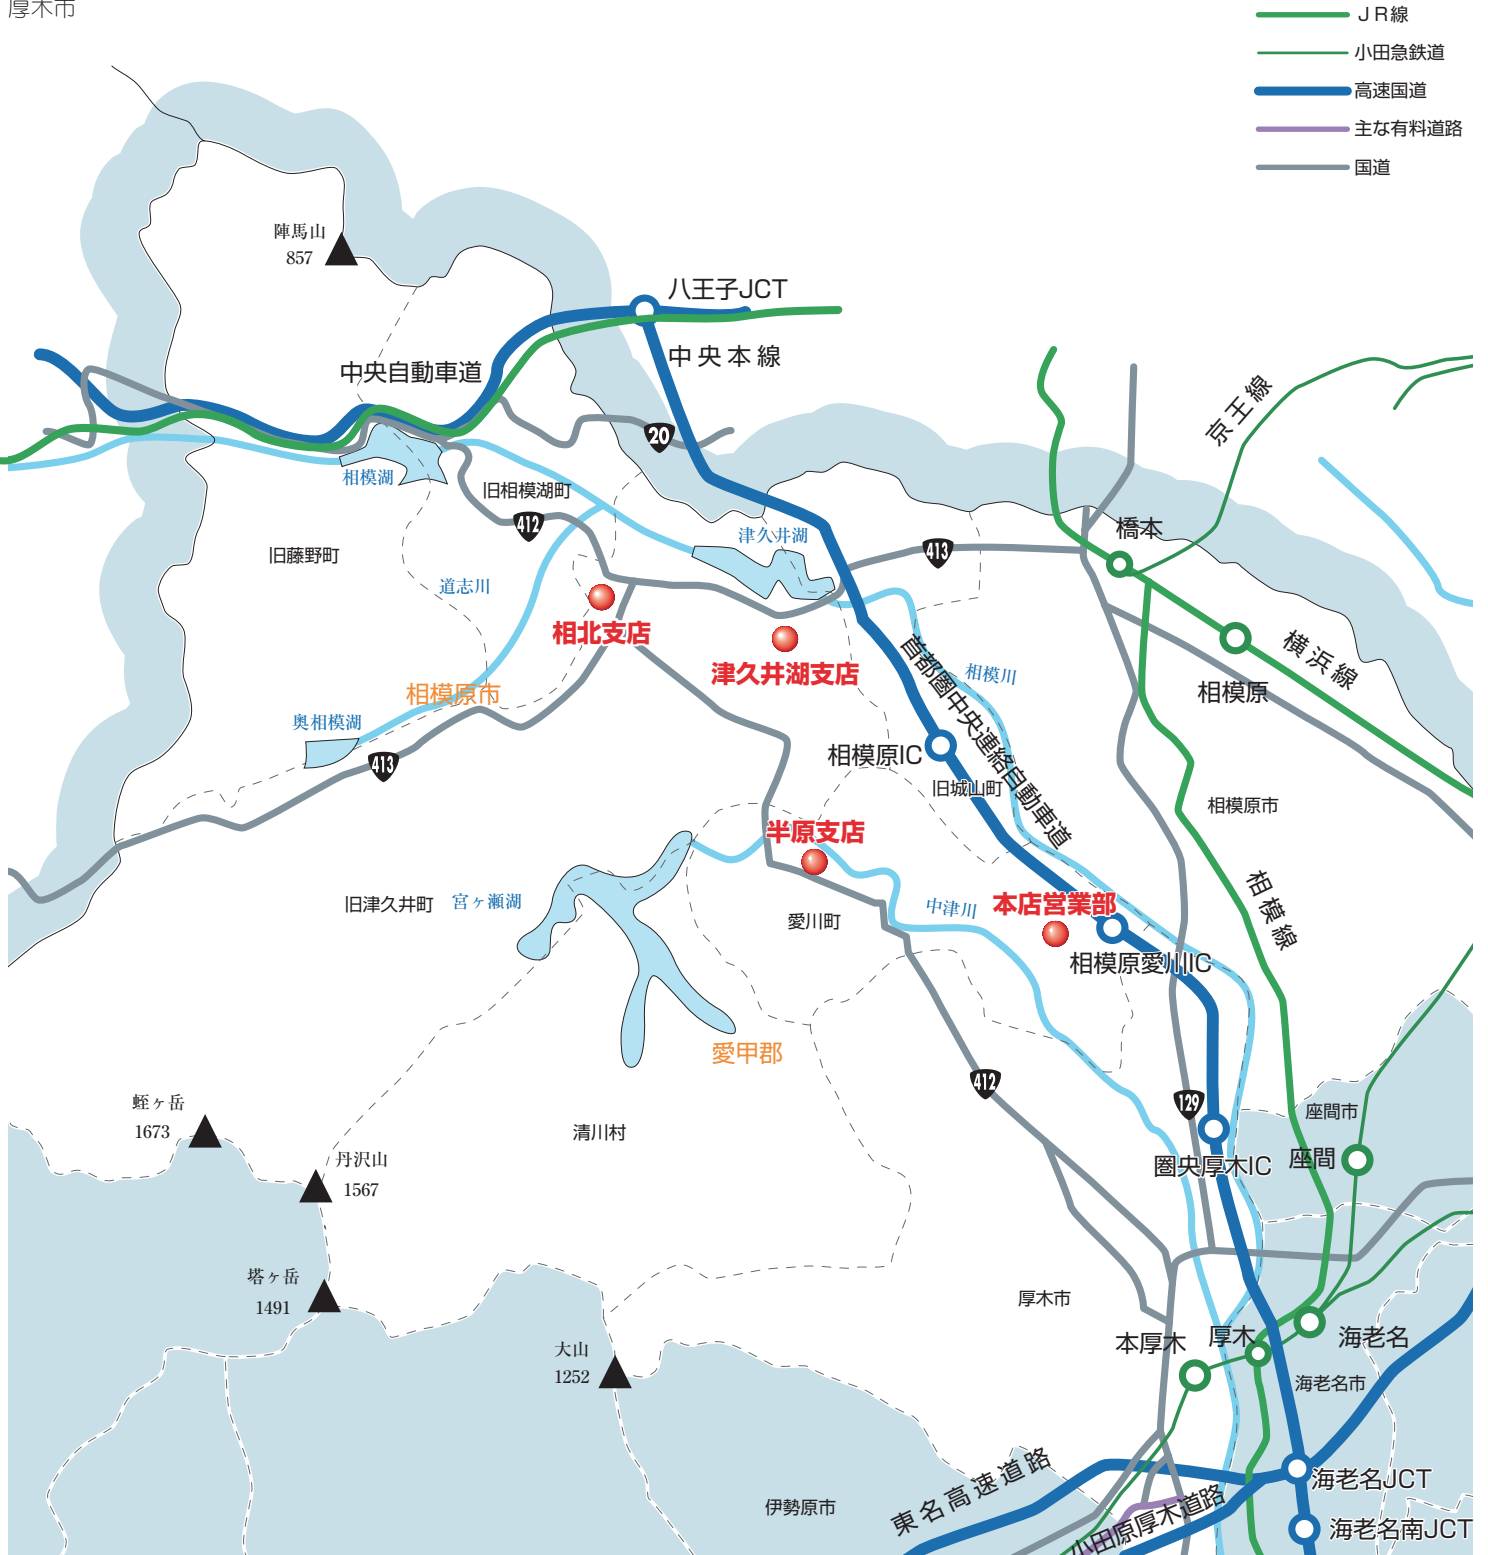 厚木市
ＪＲ線
小田急鉄道
高速国道
主な有料道路
国道
陣馬山
857
八王子JCT
中央本線
中央自動車道
京王線
20
相模湖
旧相模湖町
412
津久井湖
413
橋本
旧藤野町
道志川
相北支店
津久井湖支店
首都圏中央連絡自動車道
相模川
横浜線
相模原
相模原市
奥相模湖
413
相模原IC
旧城山町
相模原市
半原支店
旧津久井町
宮ヶ瀬湖
愛川町
中津川
本店営業部
相模線
相模原愛川IC
愛甲郡
412
129
蛭ヶ岳
1673
清川村
座間市
丹沢山
1567
圏央厚木IC
座間
塔ヶ岳
1491
厚木市
本厚木
厚木
海老名
大山
1252
海老名市
東名高速道路
海老名JCT
伊勢原市
小田原厚木道路
海老名南JCT